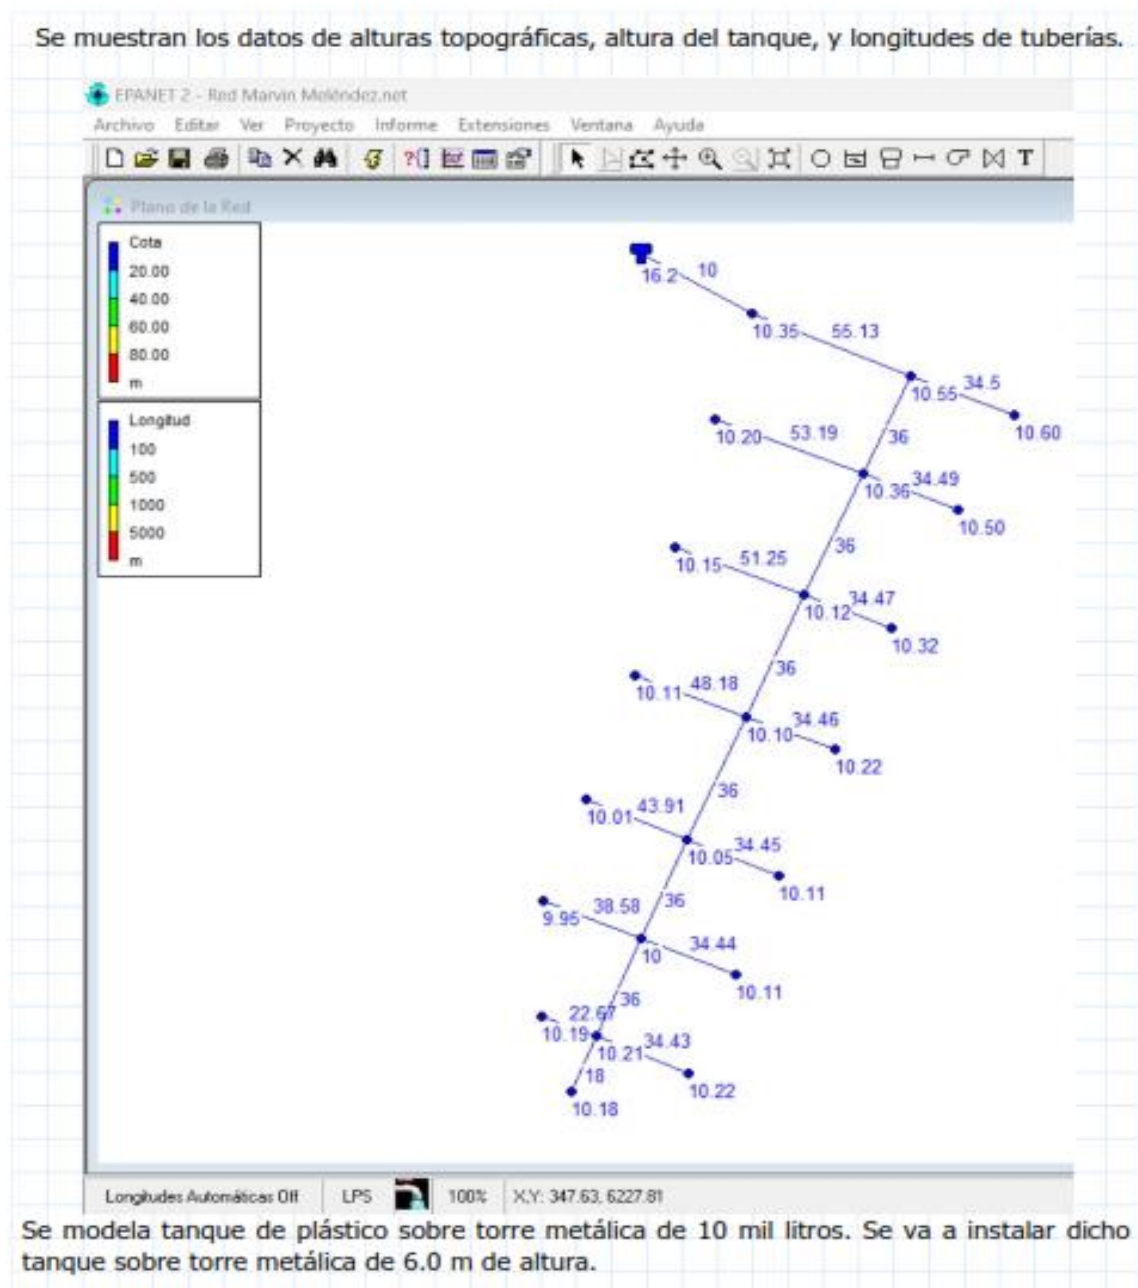 Se muestran los datos de alturas topográficas, altura del tanque, y longitudes de tuberías.
EPANET 2 - Red Marvin Meléndez.net
Archivo Editar Ver Proyecto Informe Extensiones Ventana Ayuda
Plano de la Red
Cota
20.00
40.00
60.00
80.00
m
Longitud
100
500
1000
5000
m
16.2 10
10.35 55.13
10.55 34.5
10.60
10.20 53.19 36
10.36 34.49
10.50
10.15 51.25 36
10.12 34.47
10.32
10.11 48.18 36
10.10 34.46
10.22
10.01 43.91 36
10.05 34.45
10.11
9.95 38.58 36
10 34.44
10.11
10.19 22.67 36
10.21 34.43
10.22
18
10.18
Longitudes Automáticas Off LPS 100% X,Y: 347.63, 6227.81
Se modela tanque de plástico sobre torre metálica de 10 mil litros. Se va a instalar dicho
tanque sobre torre metálica de 6.0 m de altura.